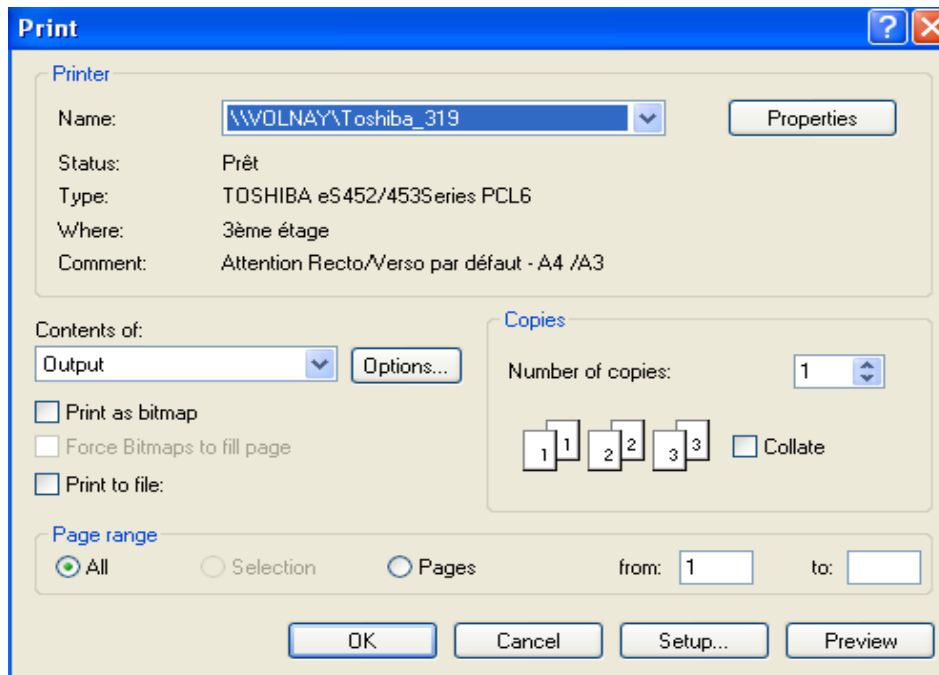 Print
Printer
Name: \\VOLNAY\Toshiba_319 Properties
Status: Prêt
Type: TOSHIBA eS452/453Series PCL6
Where: 3ème étage
Comment: Attention Recto/Verso par défaut - A4 /A3
Contents of:
Output Options...
Print as bitmap
Force Bitmaps to fill page
Print to file:
Copies
Number of copies: 1
1 1 2 2 3 3 Collate
Page range
All Selection Pages from: 1 to:
OK Cancel Setup... Preview